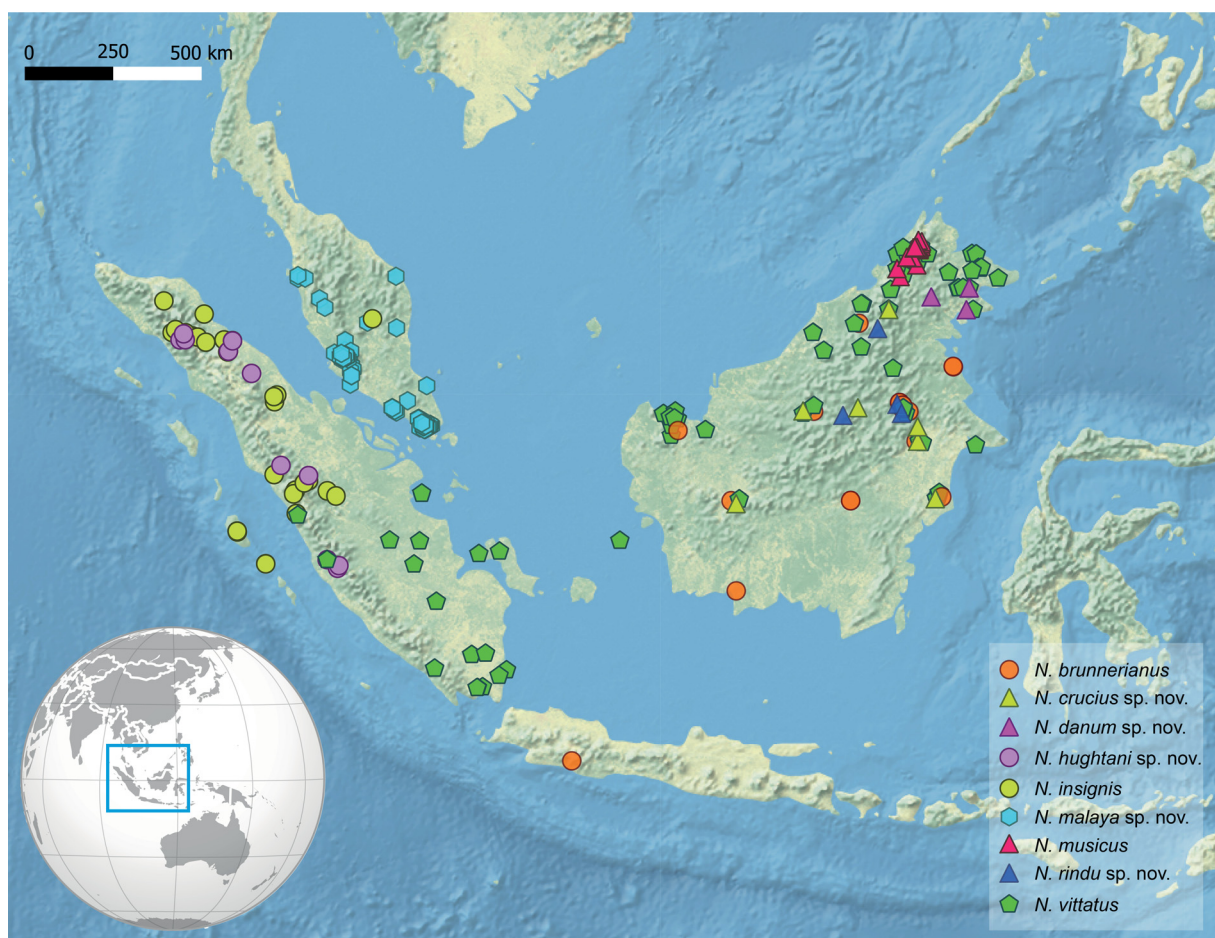 0 250 500 km
N. brunnerianus
N. crucius sp. nov.
N. danum sp. nov.
N. hughtani sp. nov.
N. insignis
N. malaya sp. nov.
N. musicus
N. rindu sp. nov.
N. vittatus